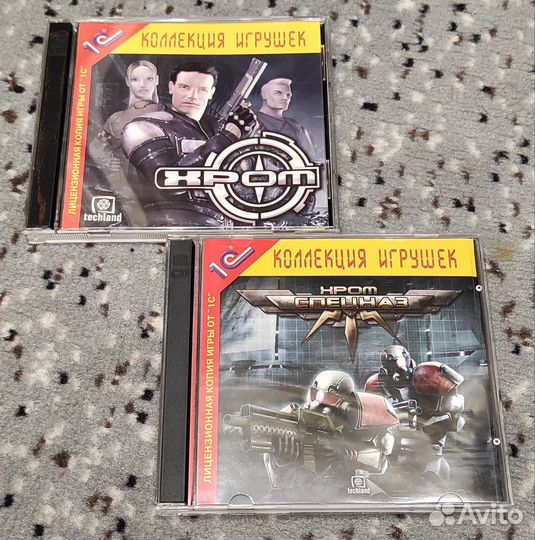 1С
КОЛЛЕКЦИЯ ИГРУШЕК
ЛИЦЕНЗИОННАЯ КОПИЯ ИГРЫ ОТ "1С"
ХРОМ
techland
1С
КОЛЛЕКЦИЯ ИГРУШЕК
ЛИЦЕНЗИОННАЯ КОПИЯ ИГРЫ ОТ "1С"
ХРОМ
СПЕЦНАЗ
techland
Avito